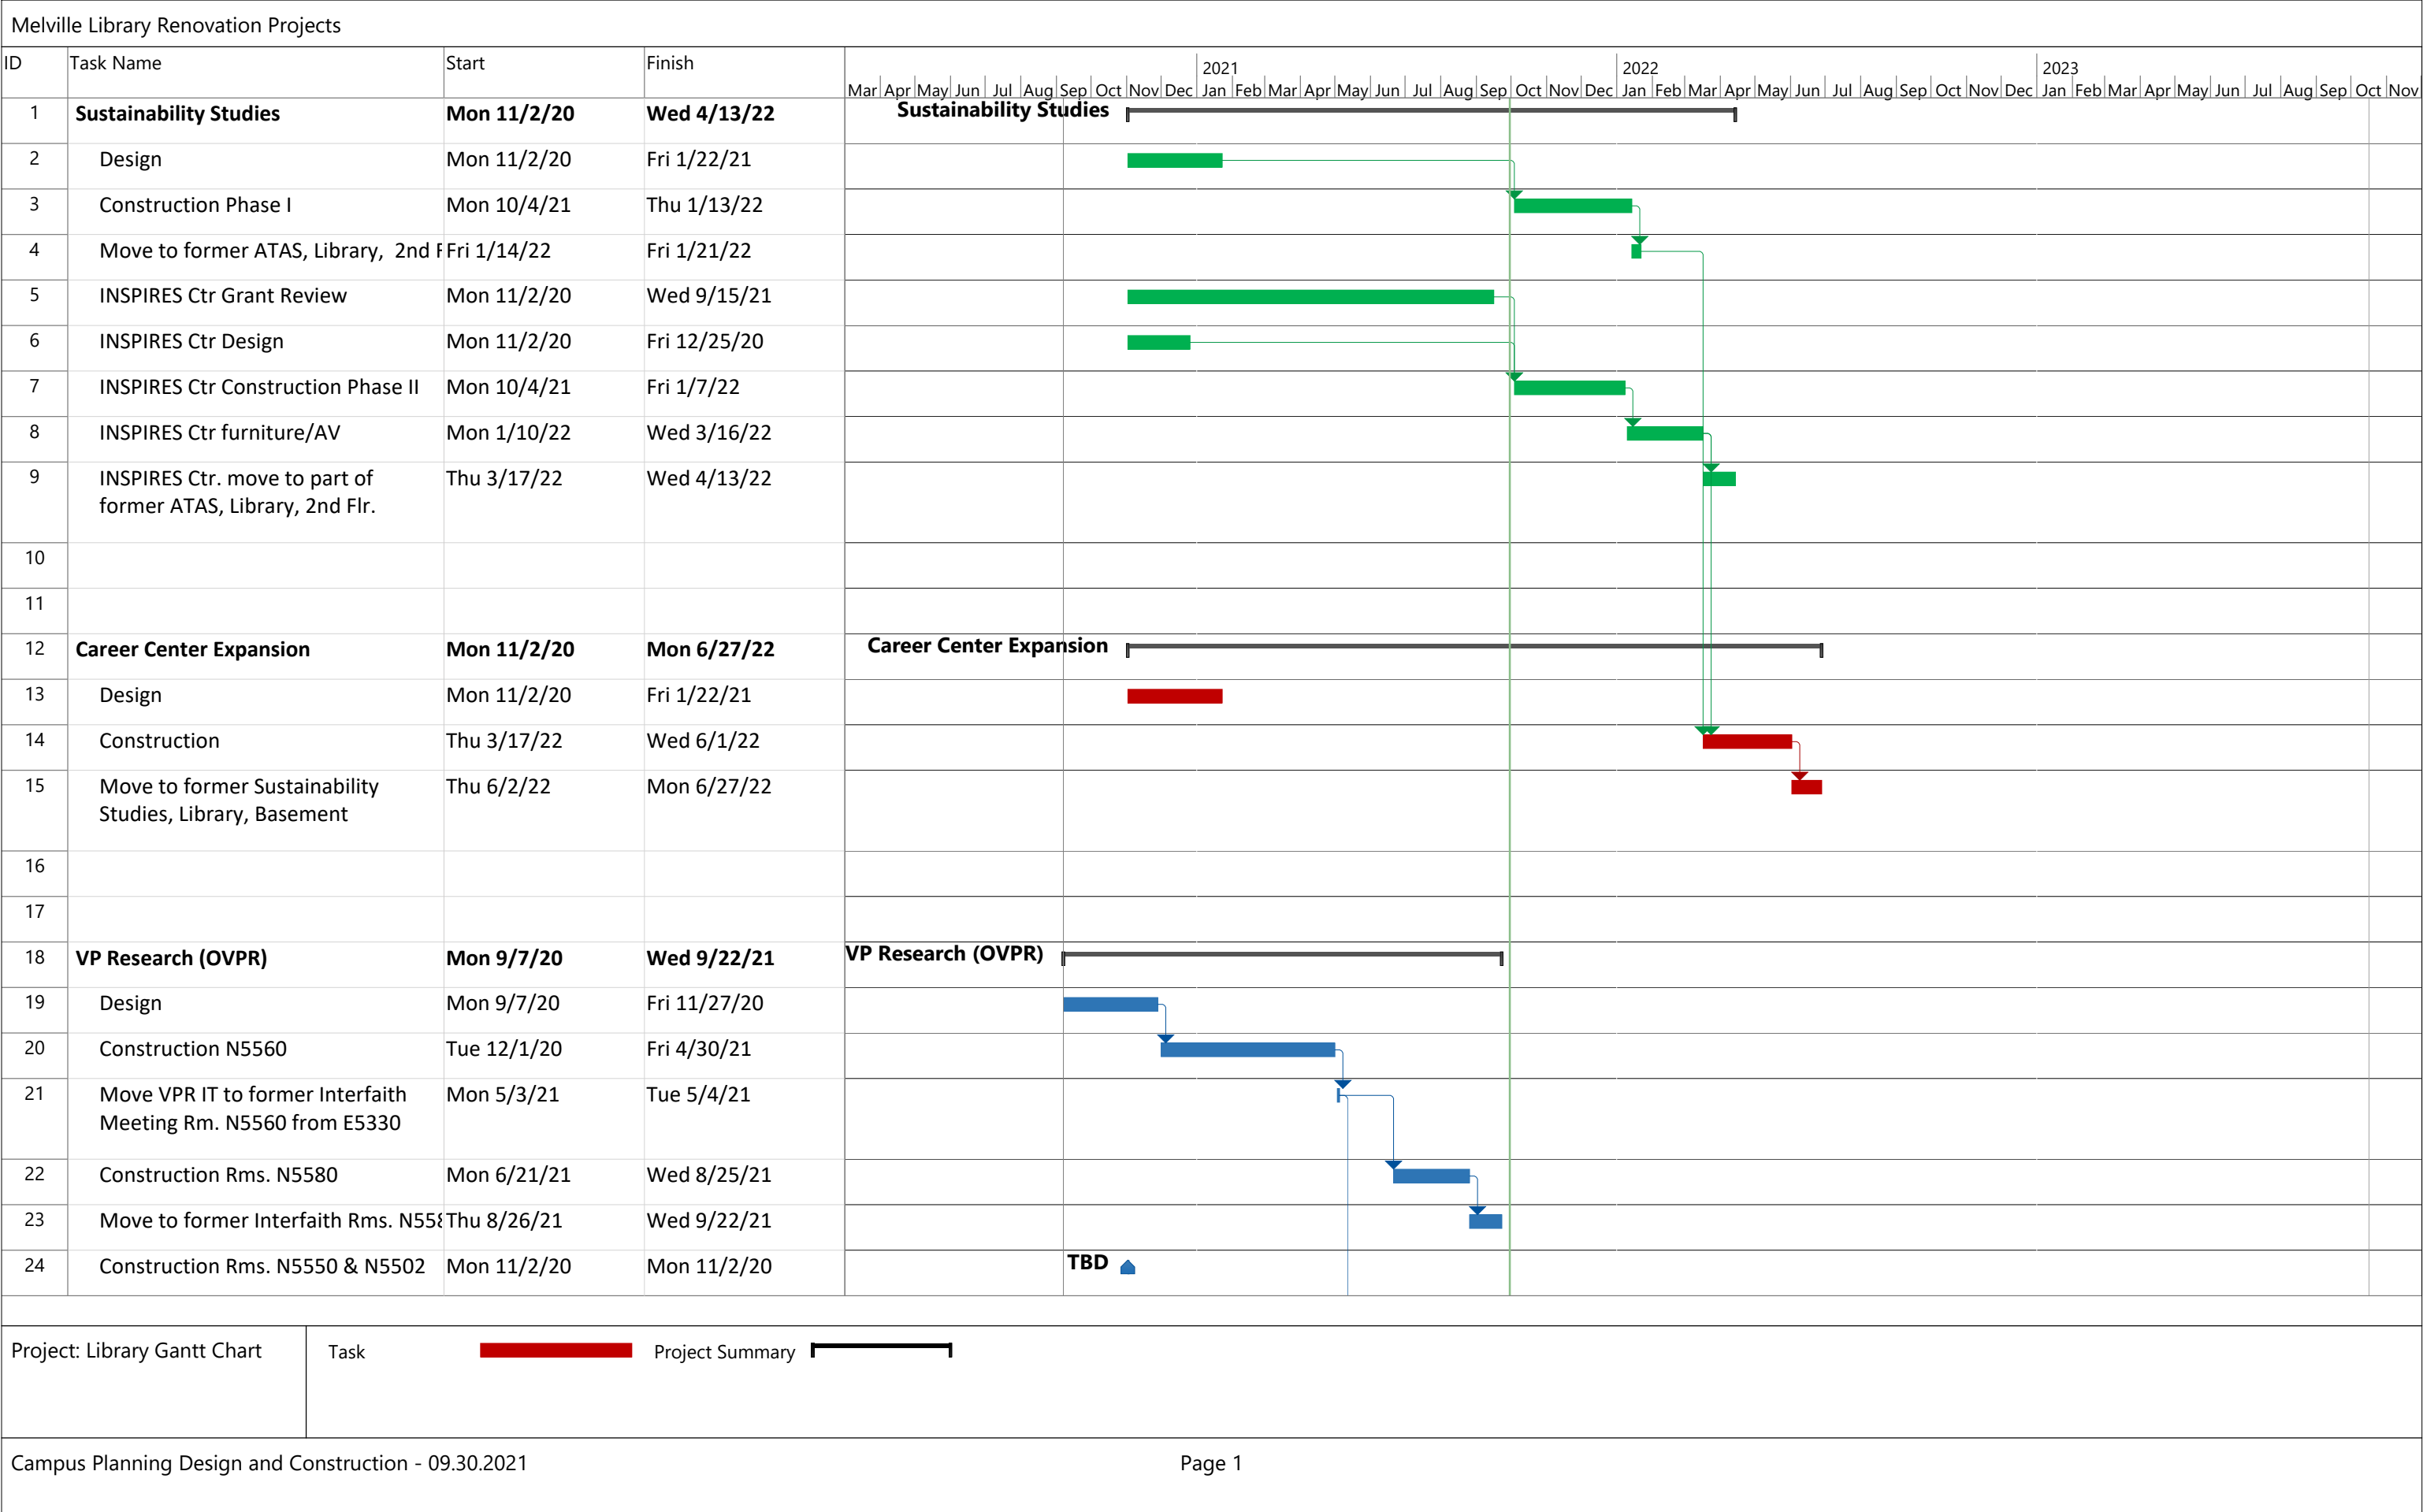 Melville Library Renovation Projects
ID Task Name Start Finish
2021 2022 2023
Mar Apr May Jun Jul Aug Sep Oct Nov Dec Jan Feb Mar Apr May Jun Jul Aug Sep Oct Nov Dec Jan Feb Mar Apr May Jun Jul Aug Sep Oct Nov Dec Jan Feb Mar Apr May Jun Jul Aug Sep Oct Nov
1 Sustainability Studies Mon 11/2/20 Wed 4/13/22 Sustainability Studies
2 Design Mon 11/2/20 Fri 1/22/21
3 Construction Phase I Mon 10/4/21 Thu 1/13/22
4 Move to former ATAS, Library, 2nd Fri 1/14/22 Fri 1/21/22
5 INSPIRES Ctr Grant Review Mon 11/2/20 Wed 9/15/21
6 INSPIRES Ctr Design Mon 11/2/20 Fri 12/25/20
7 INSPIRES Ctr Construction Phase II Mon 10/4/21 Fri 1/7/22
8 INSPIRES Ctr furniture/AV Mon 1/10/22 Wed 3/16/22
9 INSPIRES Ctr. move to part of Thu 3/17/22 Wed 4/13/22
former ATAS, Library, 2nd Flr.
10
11
12 Career Center Expansion Mon 11/2/20 Mon 6/27/22 Career Center Expansion
13 Design Mon 11/2/20 Fri 1/22/21
14 Construction Thu 3/17/22 Wed 6/1/22
15 Move to former Sustainability Thu 6/2/22 Mon 6/27/22
Studies, Library, Basement
16
17
18 VP Research (OVPR) Mon 9/7/20 Wed 9/22/21 VP Research (OVPR)
19 Design Mon 9/7/20 Fri 11/27/20
20 Construction N5560 Tue 12/1/20 Fri 4/30/21
21 Move VPR IT to former Interfaith Mon 5/3/21 Tue 5/4/21
Meeting Rm. N5560 from E5330
22 Construction Rms. N5580 Mon 6/21/21 Wed 8/25/21
23 Move to former Interfaith Rms. Thu 8/26/21 Wed 9/22/21
24 Construction Rms. N5550 & N5502 Mon 11/2/20 Mon 11/2/20 TBD
Project: Library Gantt Chart Task Project Summary
Campus Planning Design and Construction - 09.30.2021 Page 1